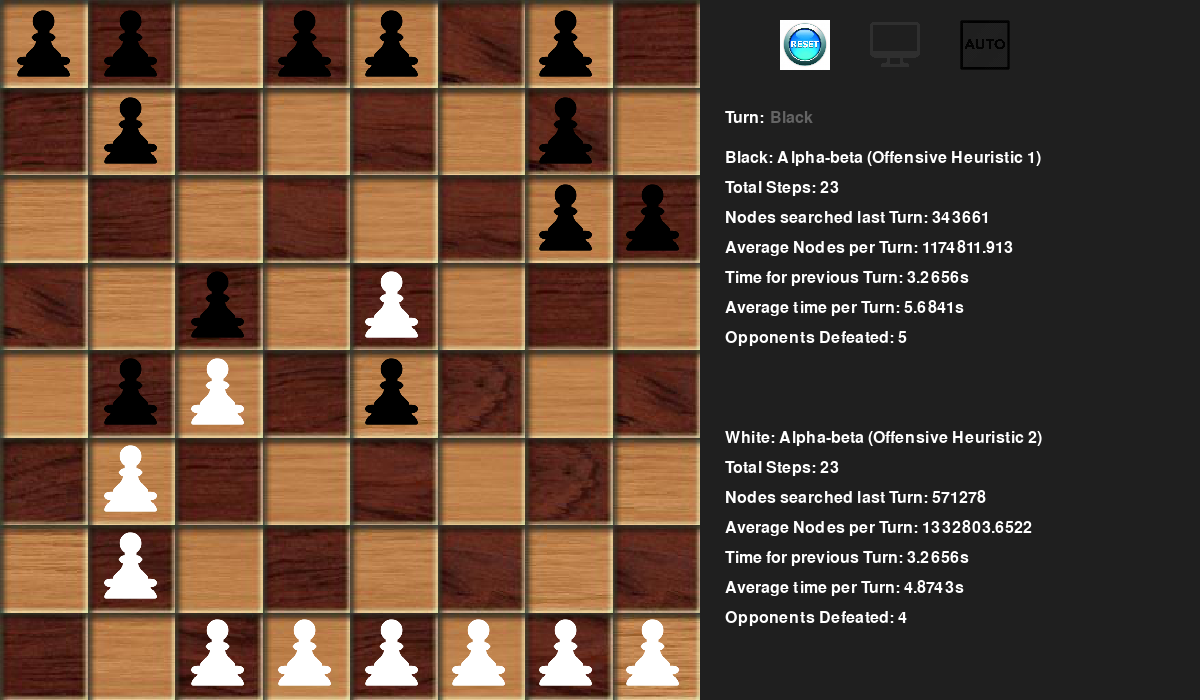 RESET
AUTO
Turn: Black
Black: Alpha-beta (Offensive Heuristic 1)
Total Steps: 23
Nodes searched last Turn: 343661
Average Nodes per Turn: 1174811.913
Time for previous Turn: 3.2656s
Average time per Turn: 5.6841s
Opponents Defeated: 5
White: Alpha-beta (Offensive Heuristic 2)
Total Steps: 23
Nodes searched last Turn: 571278
Average Nodes per Turn: 1332803.6522
Time for previous Turn: 3.2656s
Average time per Turn: 4.8743s
Opponents Defeated: 4